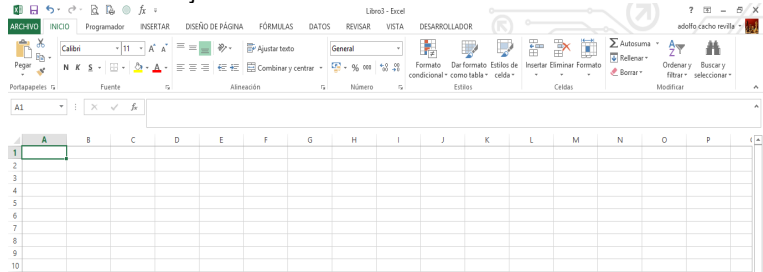 Libro3 - Excel
ARCHIVO INICIO Programador INSERTAR DISEÑO DE PÁGINA FÓRMULAS DATOS REVISAR VISTA DESARROLLADOR adolfo cacho revilla
Calibri 11 Ajustar texto General Autosuma
Pegar N K S Combinar y centrar % 000 Formato condicional Dar formato como tabla Estilos de celda Insertar Eliminar Formato Rellenar Borrar Ordenar y filtrar Buscar y seleccionar
Portapapeles Fuente Alineación Número Estilos Celdas Modificar
A1 fx
A B C D E F G H I J K L M N O P
1
2
3
4
5
6
7
8
9
10